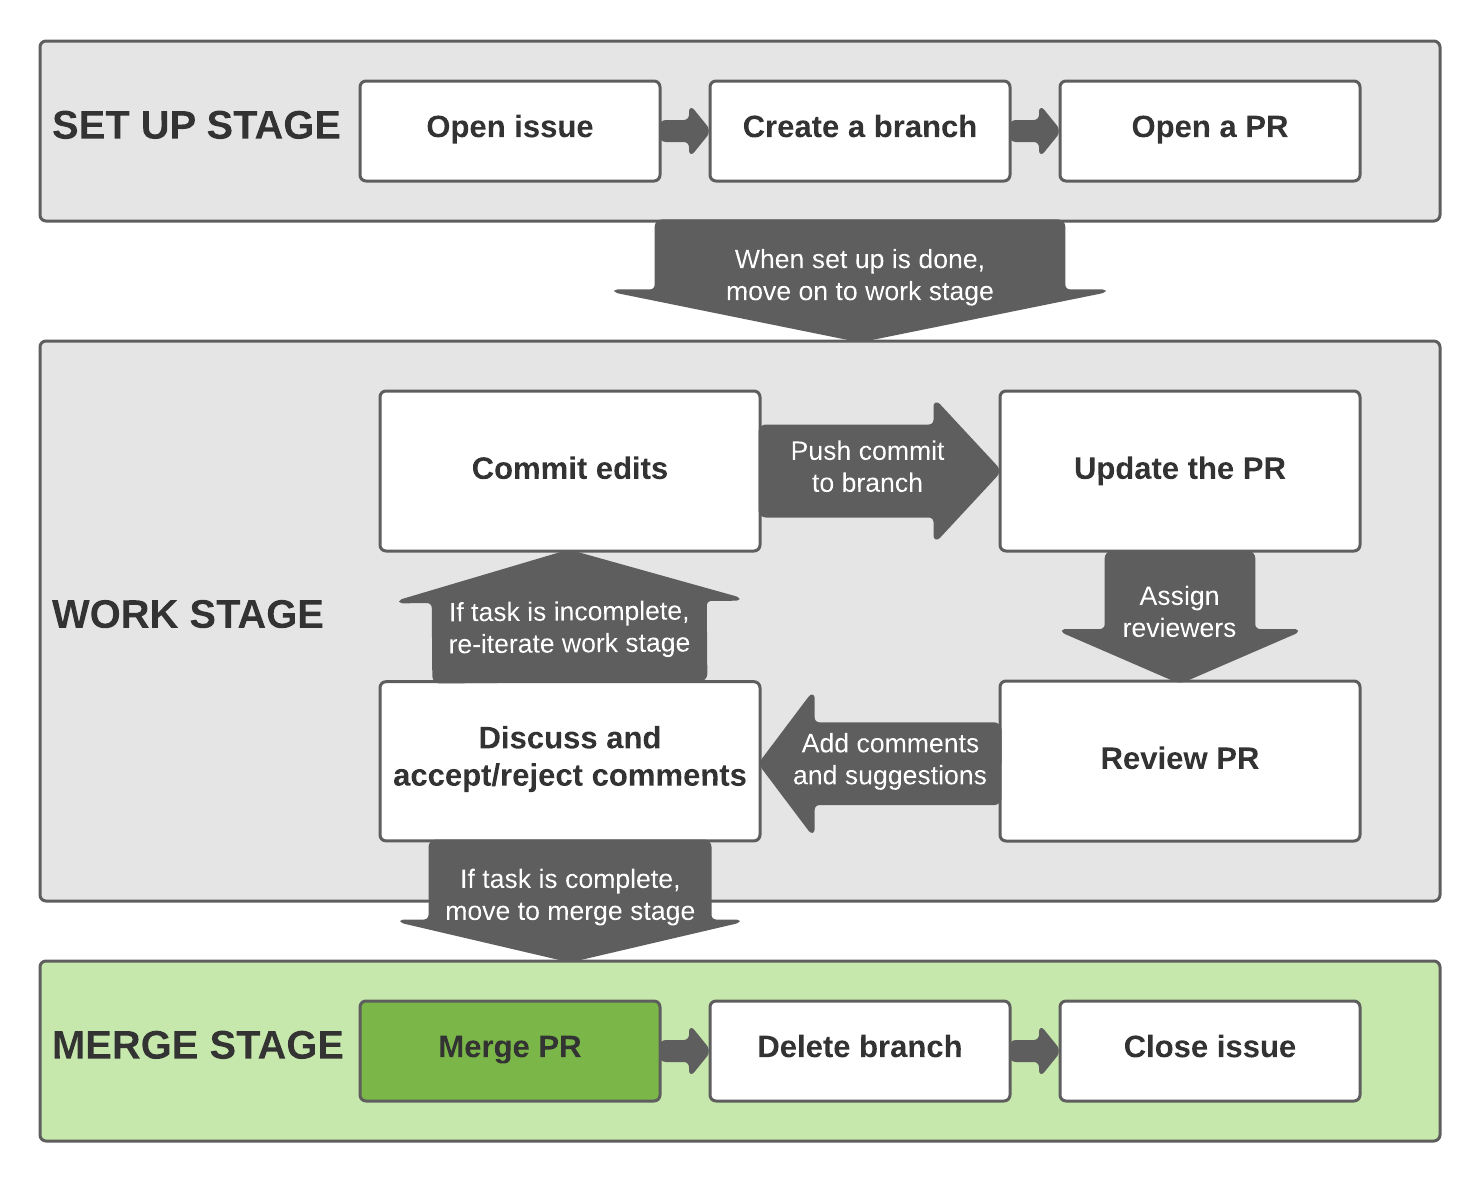 SET UP STAGE
Open issue
Create a branch
Open a PR
When set up is done,
move on to work stage
Commit edits
Push commit
to branch
Update the PR
WORK STAGE
If task is incomplete,
re-iterate work stage
Assign
reviewers
Discuss and
accept/reject comments
Add comments
and suggestions
Review PR
If task is complete,
move to merge stage
MERGE STAGE
Merge PR
Delete branch
Close issue